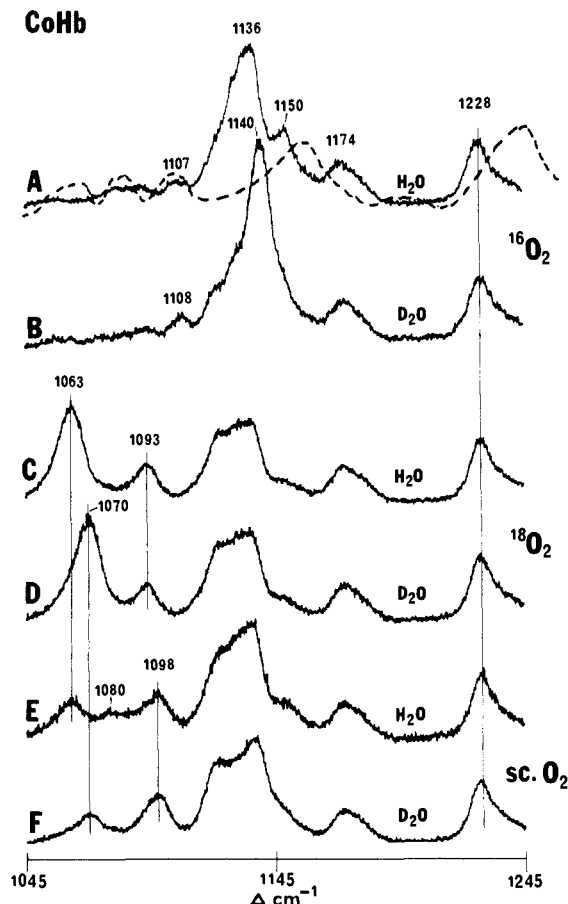 CoHb
1136
1140
1150
1228
1107
1174
A
H₂O
¹⁶O₂
1108
B
D₂O
1063
1093
C
H₂O
1070
¹⁸O₂
D
D₂O
1098
1080
E
H₂O
sc. O₂
F
D₂O
1045
1145
1245
Δ cm⁻¹